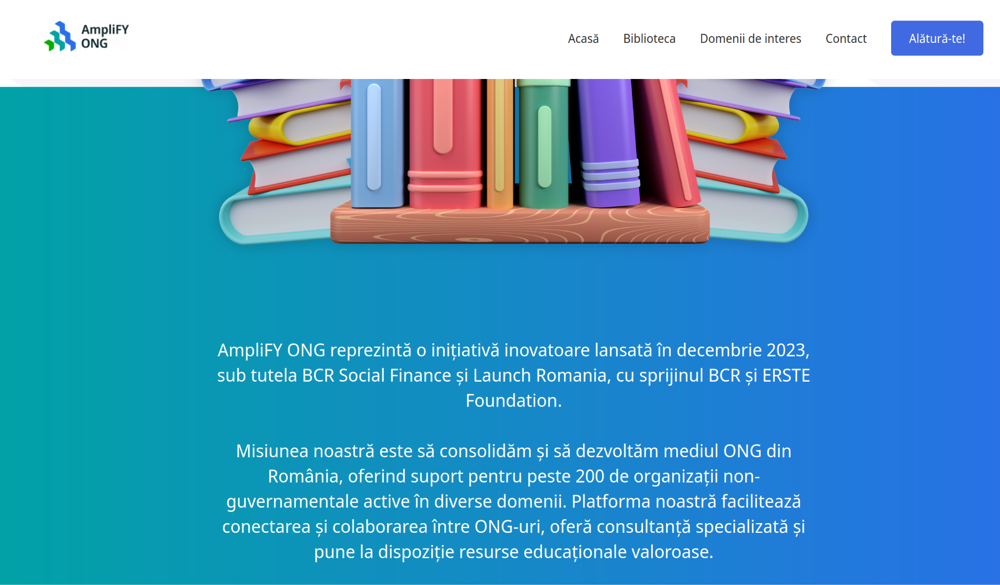 AmpliFY
ONG
Acasă
Biblioteca
Domenii de interes
Contact
Alătură-te!
AmpliFY ONG reprezintă o inițiativă inovatoare lansată în decembrie 2023,
sub tutela BCR Social Finance și Launch Romania, cu sprijinul BCR și ERSTE
Foundation.
Misiunea noastră este să consolidăm și să dezvoltăm mediul ONG din
România, oferind suport pentru peste 200 de organizații non-
guvernamentale active în diverse domenii. Platforma noastră facilitează
conectarea și colaborarea între ONG-uri, oferă consultanță specializată și
pune la dispoziție resurse educaționale valoroase.